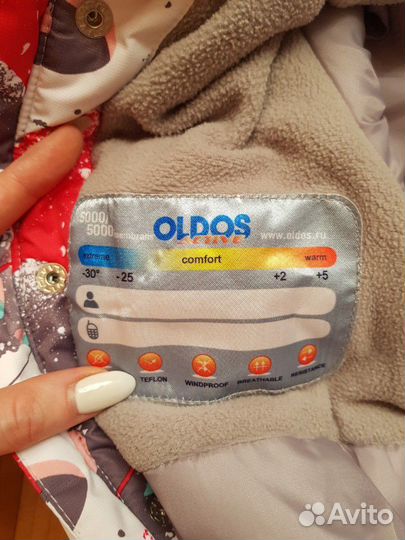 5000/
5000 membrane
OLDOS
active
www.oldos.ru
extreme comfort warm
-30° -25 +2 +5
TEFLON WINDPROOF BREATHABLE RESISTANCE
Avito